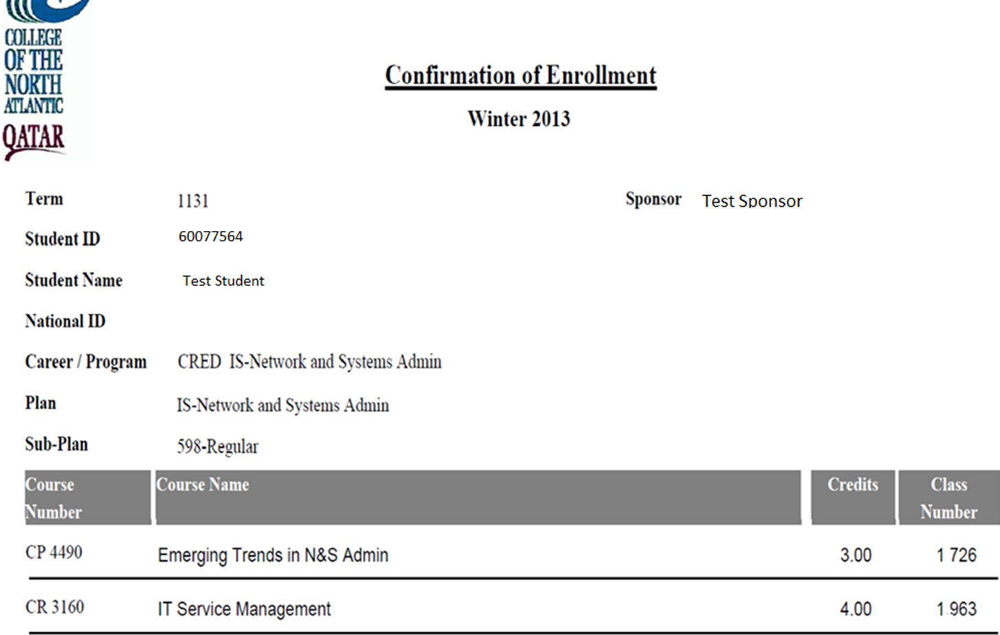 COLLEGE
OF THE
NORTH
ATLANTIC
QATAR
Confirmation of Enrollment
Winter 2013
Term 1131 Sponsor Test Sponsor
Student ID 60077564
Student Name Test Student
National ID
Career / Program CRED IS-Network and Systems Admin
Plan IS-Network and Systems Admin
Sub-Plan 598-Regular
Course Number Course Name Credits Class Number
CP 4490 Emerging Trends in N&S Admin 3.00 1 726
CR 3160 IT Service Management 4.00 1 963